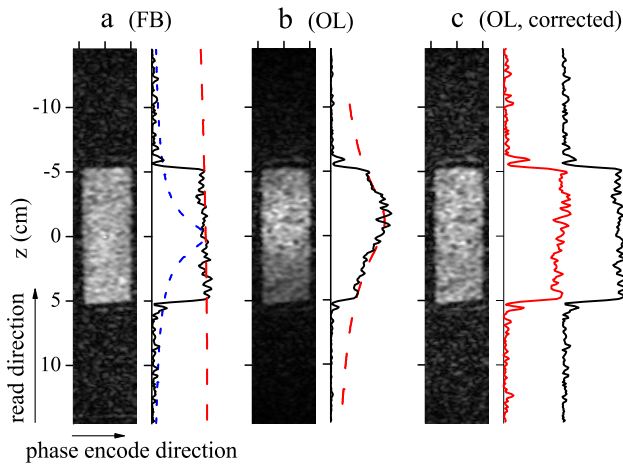 a (FB)
b (OL)
c (OL, corrected)
-10
-5
0
5
10
z (cm)
read direction
phase encode direction